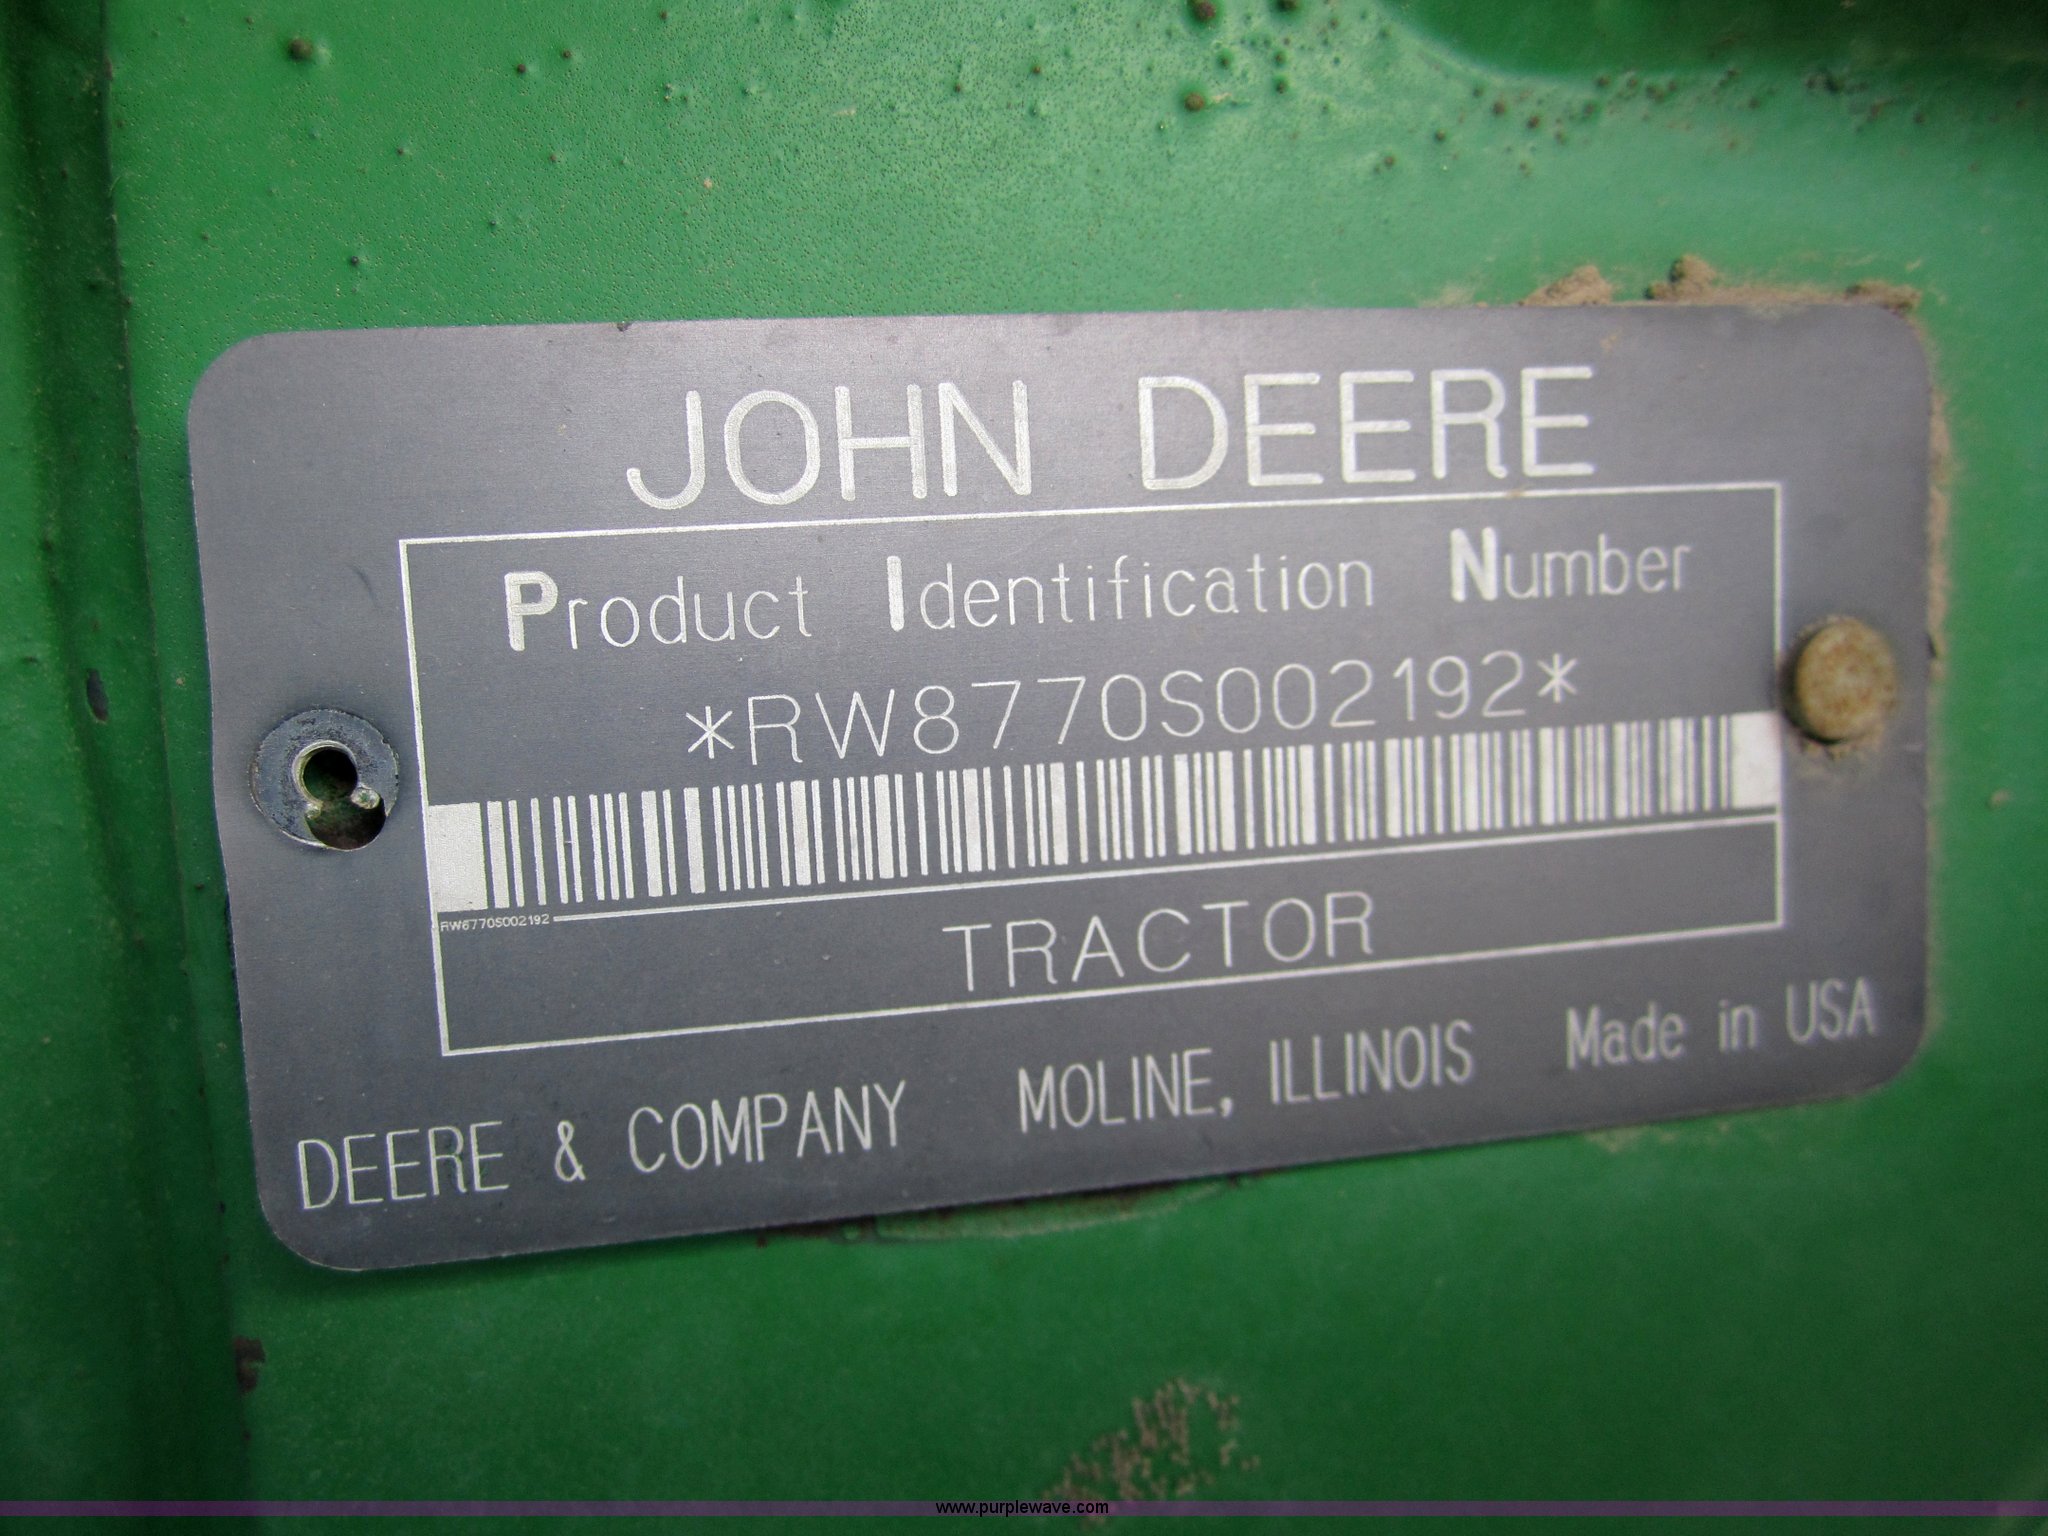 JOHN DEERE
Product Identification Number
*RW8770S002192*
RW8770S002192
TRACTOR
DEERE & COMPANY MOLINE, ILLINOIS Made in USA
www.purplewave.com